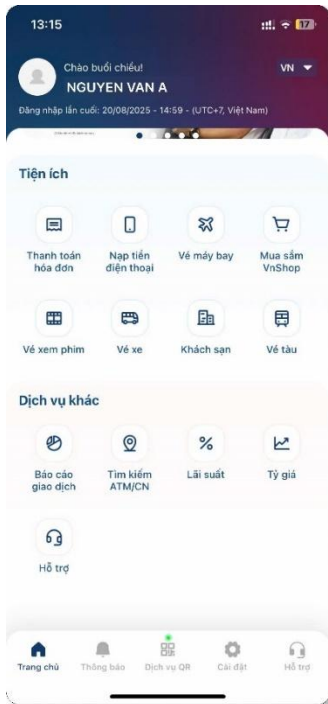 13:15
17
Chào buổi chiều!
VN
NGUYEN VAN A
Đăng nhập lần cuối: 20/08/2025 - 14:59 - (UTC+7, Việt Nam)
Tiện ích
Thanh toán
hóa đơn
Nạp tiền
điện thoại
Vé máy bay
Mua sắm
VnShop
Vé xem phim
Vé xe
Khách sạn
Vé tàu
Dịch vụ khác
Báo cáo
giao dịch
Tìm kiếm
ATM/CN
Lãi suất
Tỷ giá
Hỗ trợ
Trang chủ
Thông báo
Dịch vụ QR
Cài đặt
Hỗ trợ